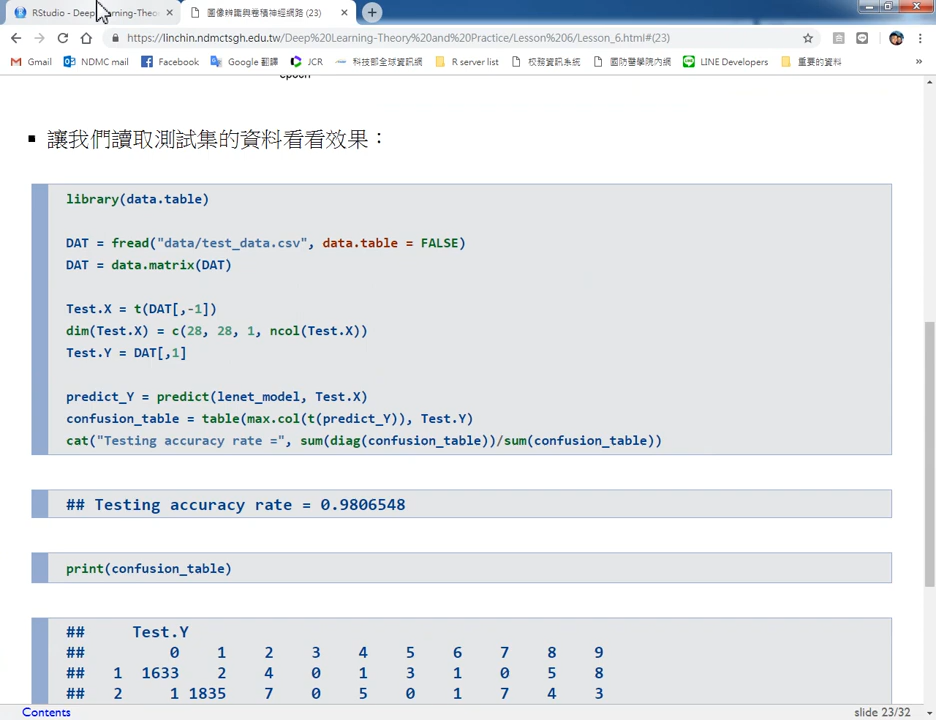 RStudio - Deep Learning-Theo
圖像辨識與卷積神經網路 (23)
https://linchin.ndmctsgh.edu.tw/Deep%20Learning-Theory%20and%20Practice/Lesson%206/Lesson_6.html#(23)
Gmail NDMC mail Facebook Google 翻譯 JCR 科技部全球資訊網 R server list 校務資訊系統 國防醫學院內網 LINE Developers 重要的資料 »
epoch
▪ 讓我們讀取測試集的資料看看效果：
library(data.table)
DAT = fread("data/test_data.csv", data.table = FALSE)
DAT = data.matrix(DAT)
Test.X = t(DAT[,-1])
dim(Test.X) = c(28, 28, 1, ncol(Test.X))
Test.Y = DAT[,1]
predict_Y = predict(lenet_model, Test.X)
confusion_table = table(max.col(t(predict_Y)), Test.Y)
cat("Testing accuracy rate =", sum(diag(confusion_table))/sum(confusion_table))
## Testing accuracy rate = 0.9806548
print(confusion_table)
## Test.Y
## 0 1 2 3 4 5 6 7 8 9
## 1 1633 2 4 0 1 3 1 0 5 8
## 2 1 1835 7 0 5 0 1 7 4 3
Contents
slide 23/32